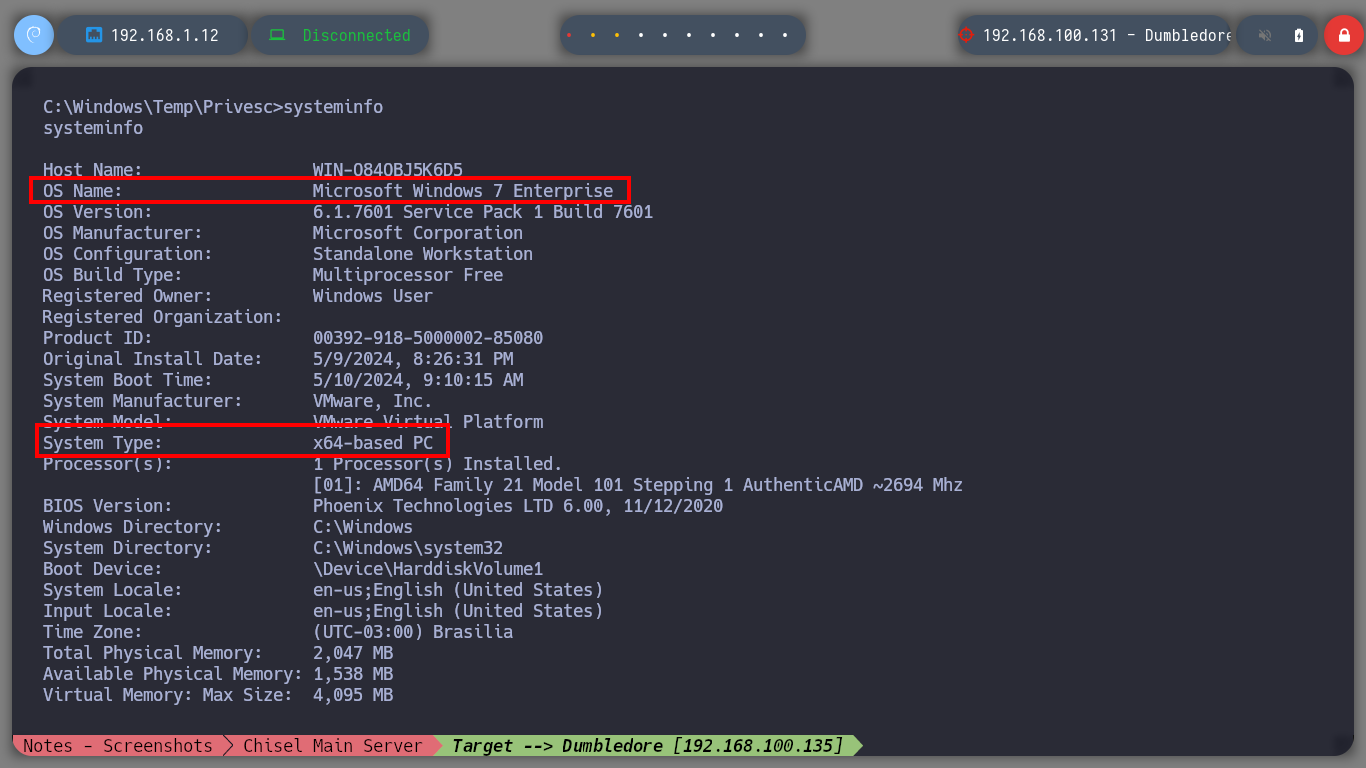 192.168.1.12 Disconnected 192.168.100.131 - Dumbledore
C:\Windows\Temp\Privesc>systeminfo
systeminfo
Host Name: WIN-O84OBJ5K6D5
OS Name: Microsoft Windows 7 Enterprise
OS Version: 6.1.7601 Service Pack 1 Build 7601
OS Manufacturer: Microsoft Corporation
OS Configuration: Standalone Workstation
OS Build Type: Multiprocessor Free
Registered Owner: Windows User
Registered Organization:
Product ID: 00392-918-5000002-85080
Original Install Date: 5/9/2024, 8:26:31 PM
System Boot Time: 5/10/2024, 9:10:15 AM
System Manufacturer: VMware, Inc.
System Model: VMware Virtual Platform
System Type: x64-based PC
Processor(s): 1 Processor(s) Installed.
[01]: AMD64 Family 21 Model 101 Stepping 1 AuthenticAMD ~2694 Mhz
BIOS Version: Phoenix Technologies LTD 6.00, 11/12/2020
Windows Directory: C:\Windows
System Directory: C:\Windows\system32
Boot Device: \Device\HarddiskVolume1
System Locale: en-us;English (United States)
Input Locale: en-us;English (United States)
Time Zone: (UTC-03:00) Brasilia
Total Physical Memory: 2,047 MB
Available Physical Memory: 1,538 MB
Virtual Memory: Max Size: 4,095 MB
Notes - Screenshots Chisel Main Server Target --> Dumbledore [192.168.100.135]